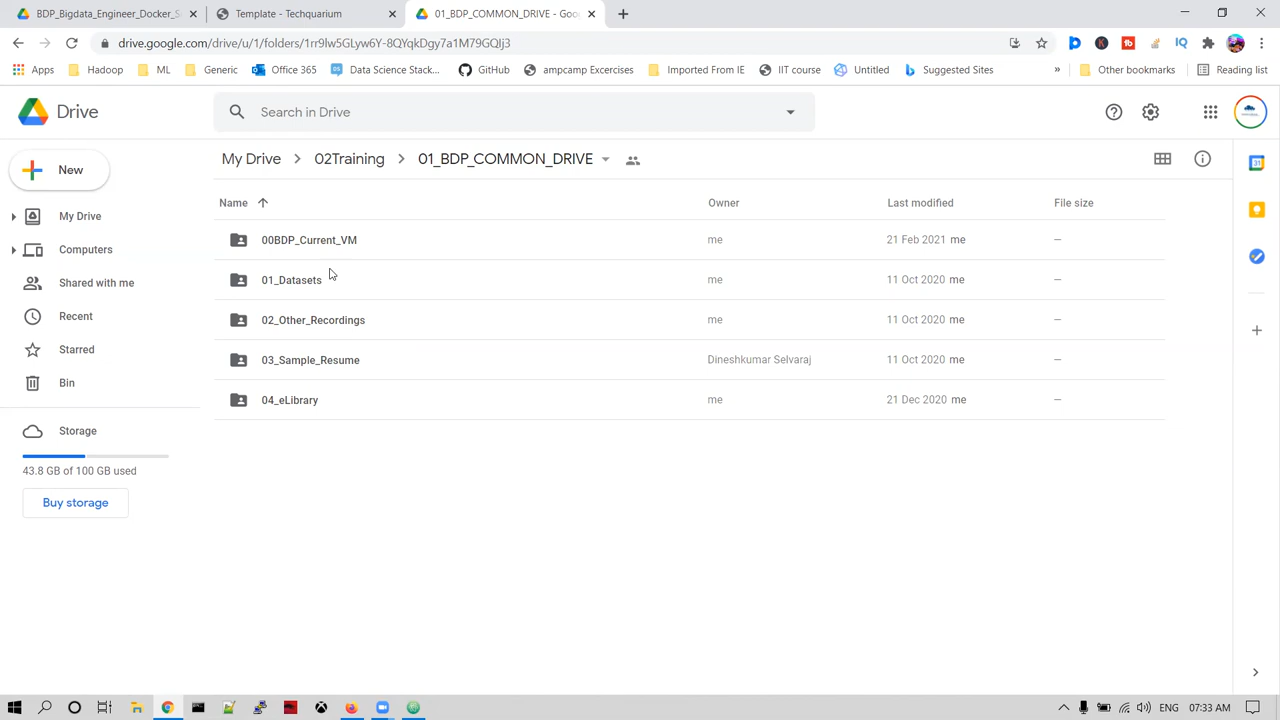 BDP_Bigdata_Engineer_Docker_S
Template - Techquarium
01_BDP_COMMON_DRIVE - Goo
drive.google.com/drive/u/1/folders/1rr9lw5GLyw6Y-8QYqkDgy7a1M79GQIj3
Apps
Hadoop
ML
Generic
Office 365
Data Science Stack...
GitHub
ampcamp Excercises
Imported From IE
IIT course
Untitled
Suggested Sites
»
Other bookmarks
Reading list
Drive
Search in Drive
New
My Drive
Computers
Shared with me
Recent
Starred
Bin
Storage
43.8 GB of 100 GB used
Buy storage
My Drive > 02Training > 01_BDP_COMMON_DRIVE
Name Owner Last modified File size
00BDP_Current_VM me 21 Feb 2021 me –
01_Datasets me 11 Oct 2020 me –
02_Other_Recordings me 11 Oct 2020 me –
03_Sample_Resume Dineshkumar Selvaraj 11 Oct 2020 me –
04_eLibrary me 21 Dec 2020 me –
31
ENG 07:33 AM